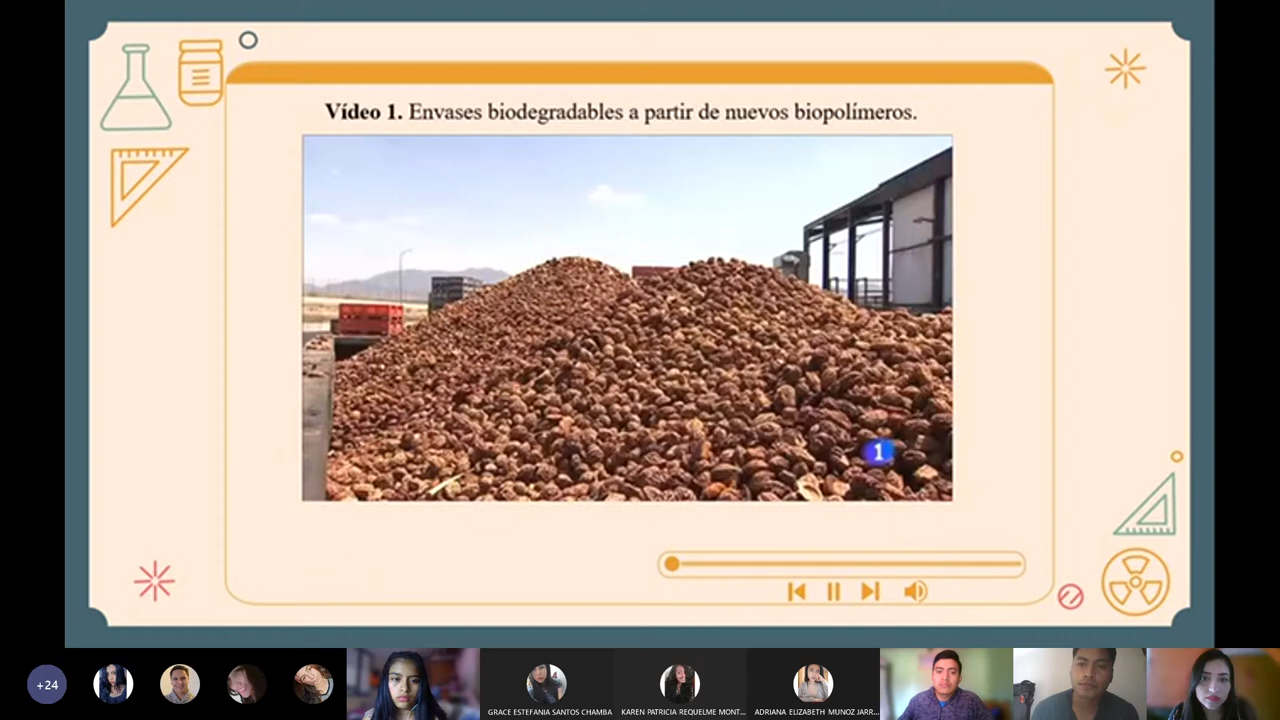 Vídeo 1. Envases biodegradables a partir de nuevos biopolímeros.
1
+24
GRACE ESTEFANIA SANTOS CHAMBA
KAREN PATRICIA REQUELME MONT...
ADRIANA ELIZABETH MUNOZ JARR...